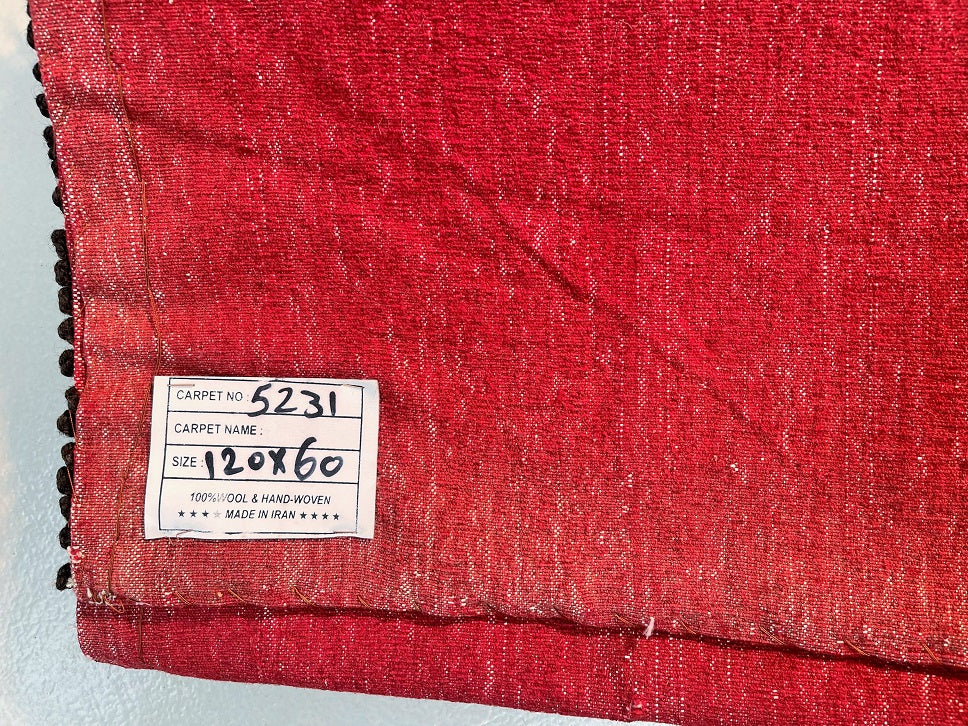 CARPET NO : 5231
CARPET NAME :
SIZE : 120X60
100%WOOL & HAND-WOVEN
★ ★ ★ ★ MADE IN IRAN ★ ★ ★ ★